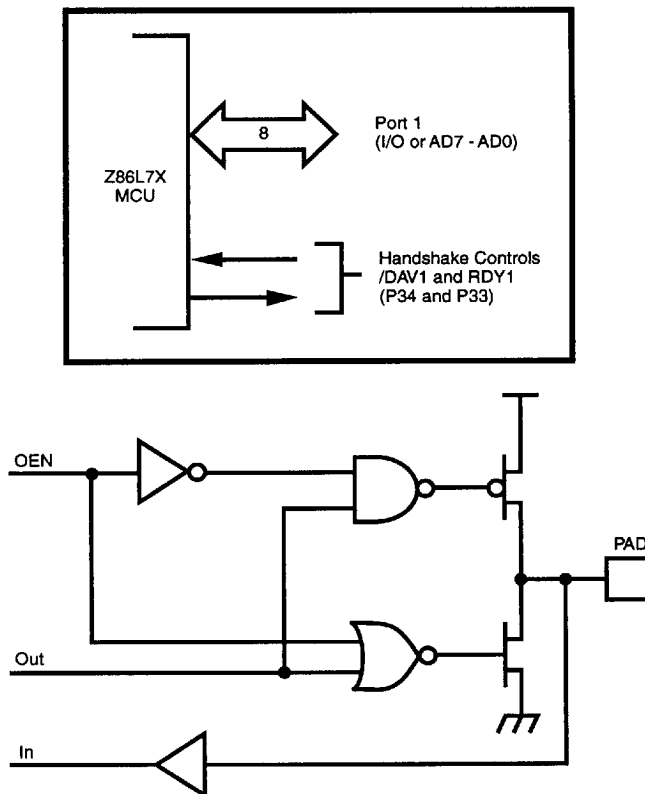 8
Port 1
(I/O or AD7 - AD0)
Z86L7X
MCU
Handshake Controls
/DAV1 and RDY1
(P34 and P33)
OEN
PAD
Out
In